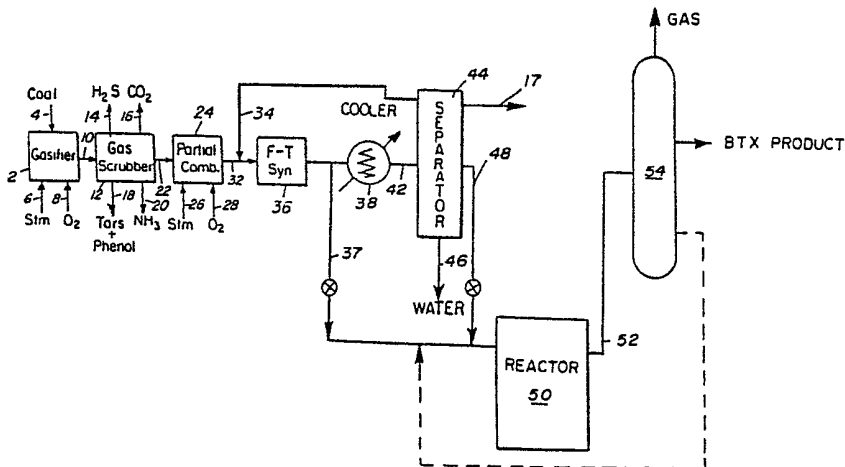 GAS
44
17
Coal
H₂S CO₂
COOLER
4
14
16
24
34
10
Gasifier
Gas
Scrubber
Partial
Comb.
F-T
Syn
SEPARATOR
48
54
BTX PRODUCT
2
12
18
20
22
32
36
38
42
6
8
26
28
Stm
O₂
Tars
+
Phenol
NH₃
Stm
O₂
37
46
WATER
52
REACTOR
50